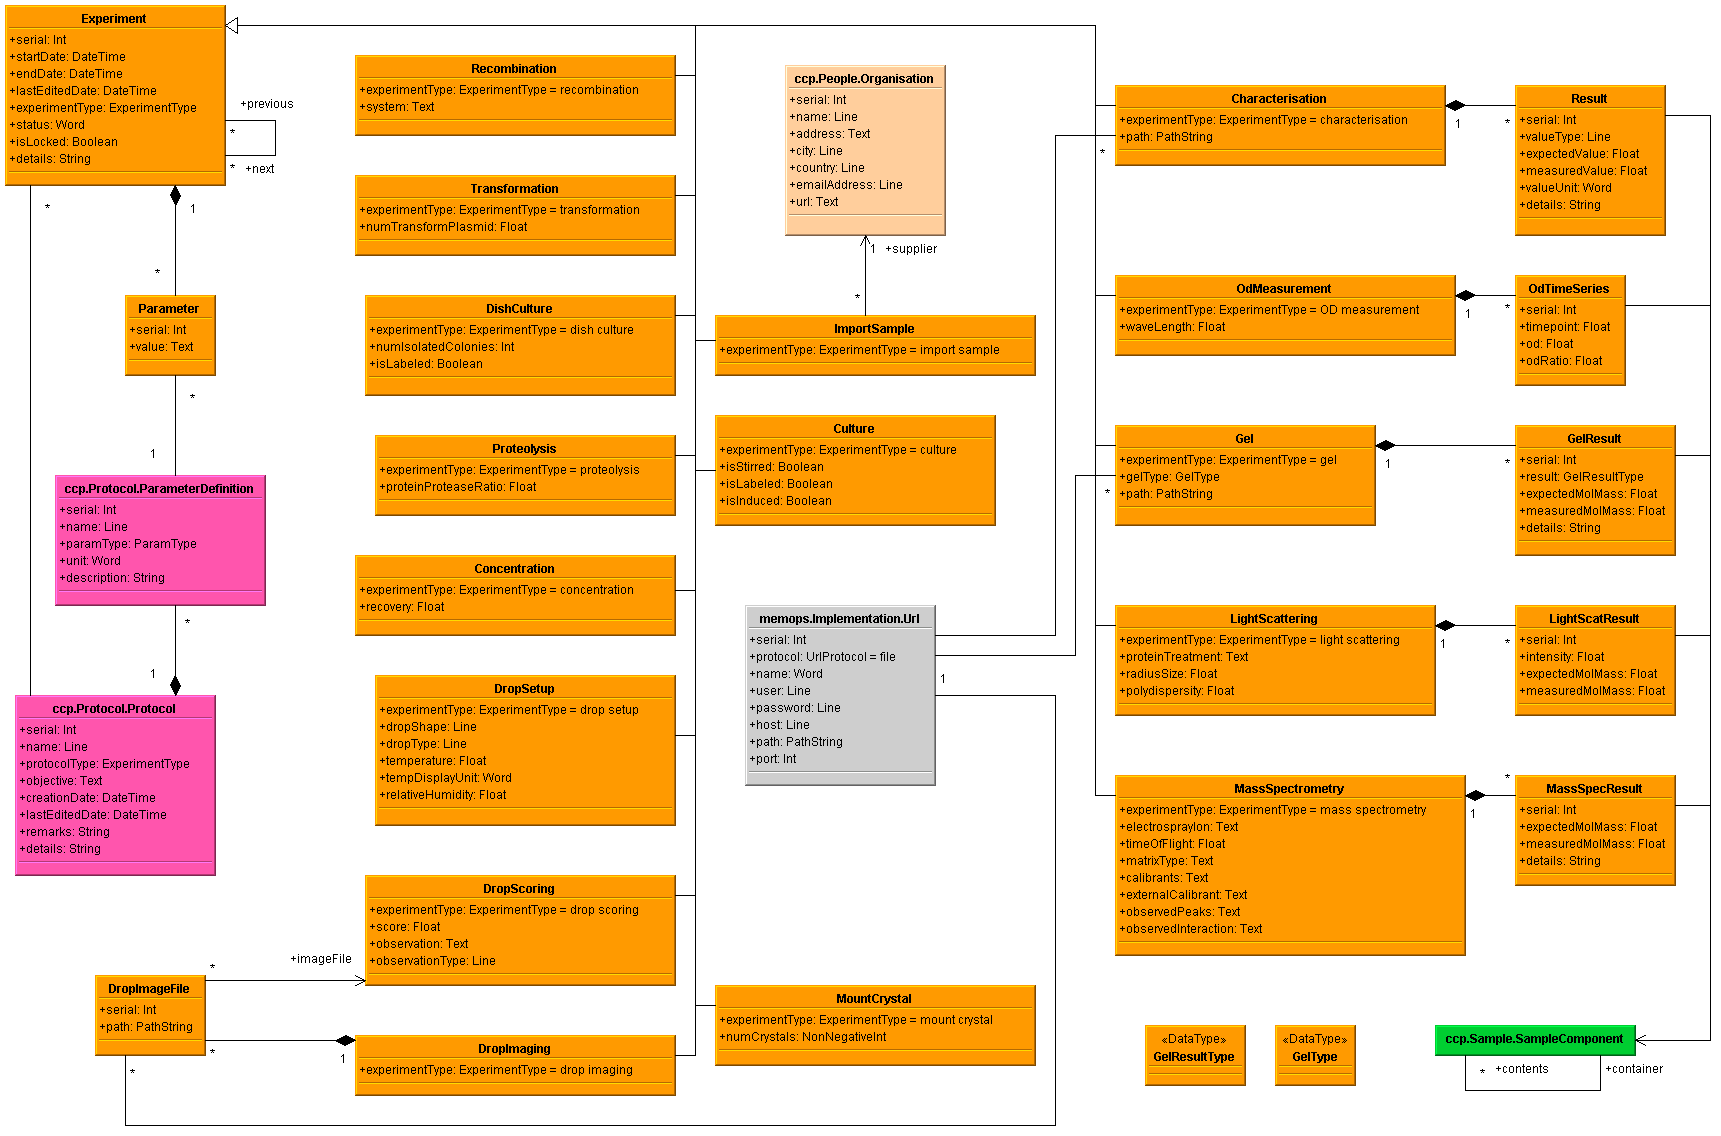 Experiment
+serial: Int
+startDate: DateTime
+endDate: DateTime
+lastEditedDate: DateTime
+experimentType: ExperimentType
+status: Word
+isLocked: Boolean
+details: String
+previous
*
*
+next
*
1
*
Parameter
+serial: Int
+value: Text
*
1
ccp.Protocol.ParameterDefinition
+serial: Int
+name: Line
+paramType: ParamType
+unit: Word
+description: String
*
1
ccp.Protocol.Protocol
+serial: Int
+name: Line
+protocolType: ExperimentType
+objective: Text
+creationDate: DateTime
+lastEditedDate: DateTime
+remarks: String
+details: String
Recombination
+experimentType: ExperimentType = recombination
+system: Text
Transformation
+experimentType: ExperimentType = transformation
+numTransformPlasmid: Float
DishCulture
+experimentType: ExperimentType = dish culture
+numIsolatedColonies: Int
+isLabeled: Boolean
Proteolysis
+experimentType: ExperimentType = proteolysis
+proteinProteaseRatio: Float
Concentration
+experimentType: ExperimentType = concentration
+recovery: Float
DropSetup
+experimentType: ExperimentType = drop setup
+dropShape: Line
+dropType: Line
+temperature: Float
+tempDisplayUnit: Word
+relativeHumidity: Float
DropScoring
+experimentType: ExperimentType = drop scoring
+score: Float
+observation: Text
+observationType: Line
*
+imageFile
DropImageFile
+serial: Int
+path: PathString
*
1
*
DropImaging
+experimentType: ExperimentType = drop imaging
ccp.People.Organisation
+serial: Int
+name: Line
+address: Text
+city: Line
+country: Line
+emailAddress: Line
+url: Text
1
+supplier
*
ImportSample
+experimentType: ExperimentType = import sample
Culture
+experimentType: ExperimentType = culture
+isStirred: Boolean
+isLabeled: Boolean
+isInduced: Boolean
memops.Implementation.Url
+serial: Int
+protocol: UrlProtocol = file
+name: Word
+user: Line
+password: Line
+host: Line
+path: PathString
+port: Int
1
MountCrystal
+experimentType: ExperimentType = mount crystal
+numCrystals: NonNegativeInt
Characterisation
+experimentType: ExperimentType = characterisation
+path: PathString
*
1
*
Result
+serial: Int
+valueType: Line
+expectedValue: Float
+measuredValue: Float
+valueUnit: Word
+details: String
OdMeasurement
+experimentType: ExperimentType = OD measurement
+waveLength: Float
1
*
OdTimeSeries
+serial: Int
+timepoint: Float
+od: Float
+odRatio: Float
Gel
+experimentType: ExperimentType = gel
+gelType: GelType
+path: PathString
*
1
*
GelResult
+serial: Int
+result: GelResultType
+expectedMolMass: Float
+measuredMolMass: Float
+details: String
LightScattering
+experimentType: ExperimentType = light scattering
+proteinTreatment: Text
+radiusSize: Float
+polydispersity: Float
1
*
LightScatResult
+serial: Int
+intensity: Float
+expectedMolMass: Float
+measuredMolMass: Float
MassSpectrometry
+experimentType: ExperimentType = mass spectrometry
+electrosprayIon: Text
+timeOfFlight: Float
+matrixType: Text
+calibrants: Text
+externalCalibrant: Text
+observedPeaks: Text
+observedInteraction: Text
1
*
MassSpecResult
+serial: Int
+expectedMolMass: Float
+measuredMolMass: Float
+details: String
«DataType»
GelResultType
«DataType»
GelType
ccp.Sample.SampleComponent
*
+contents
+container